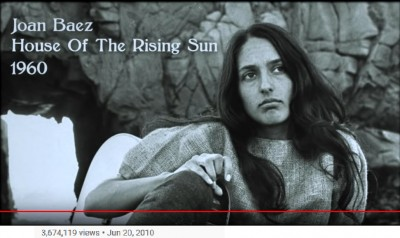 Joan Baez
House Of The Rising Sun
1960
3,674,119 views • Jun 20, 2010